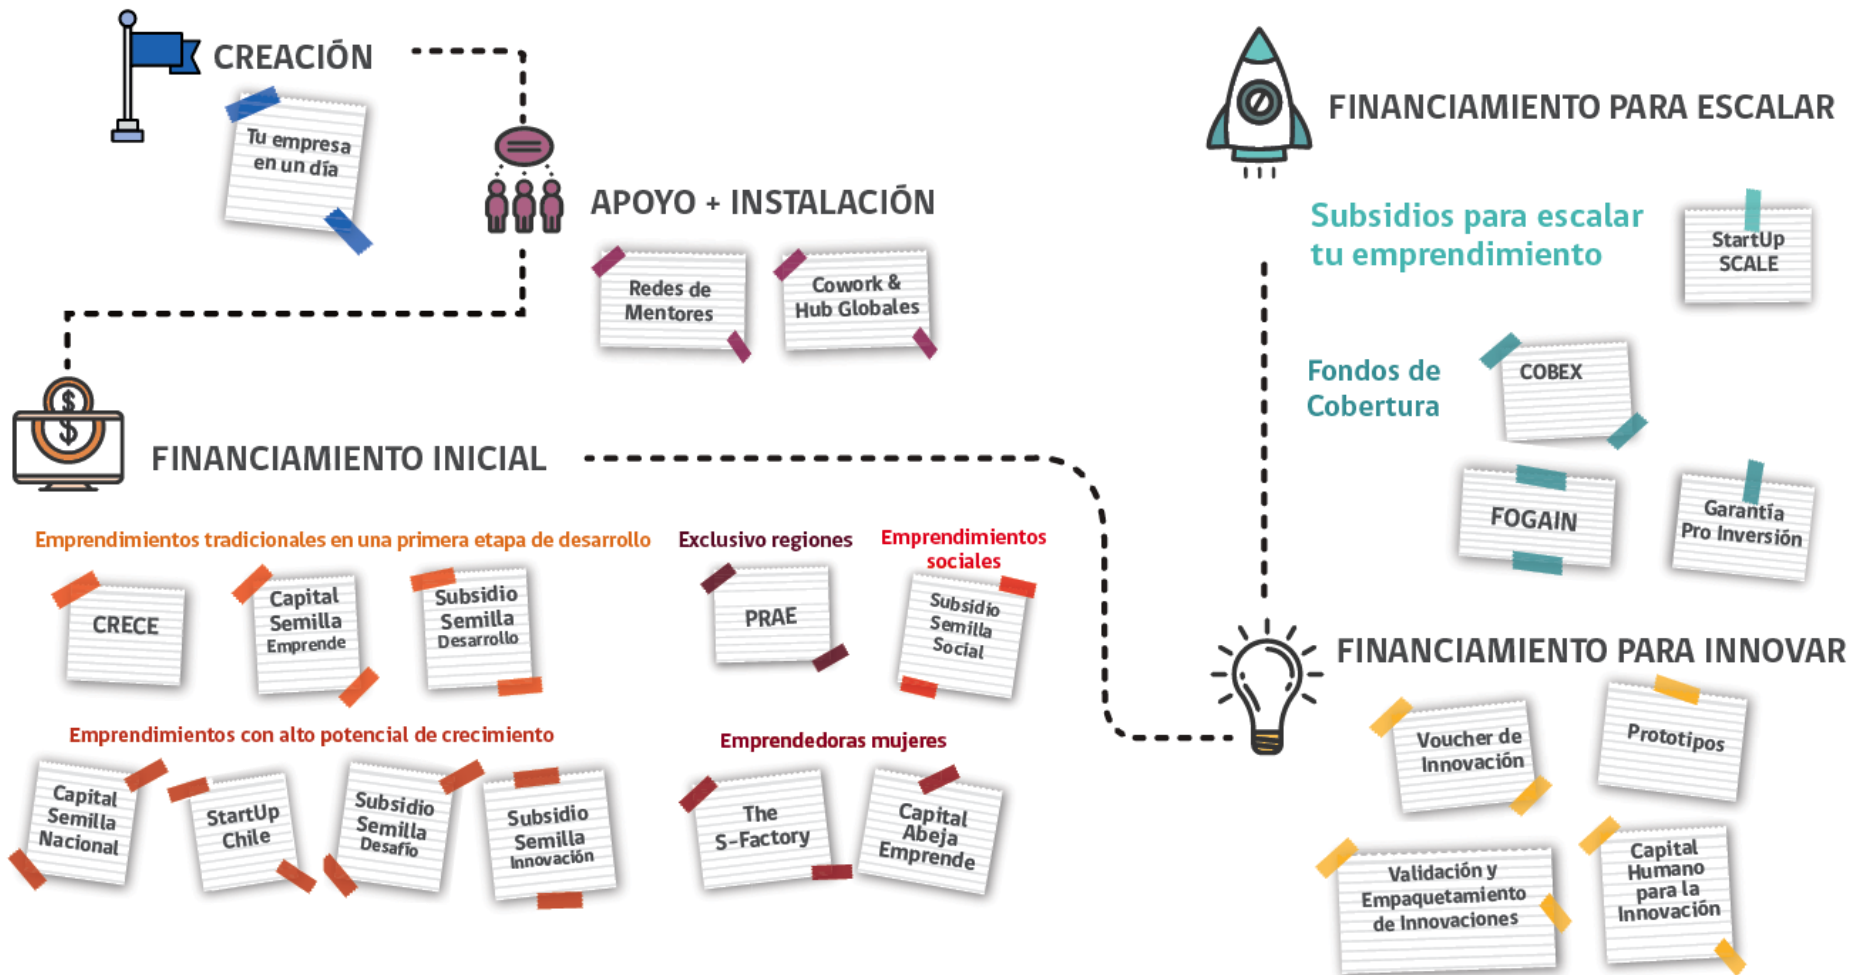 CREACIÓN
Tu empresa
en un día
APOYO + INSTALACIÓN
Redes de
Mentores
Cowork &
Hub Globales
$
$
FINANCIAMIENTO INICIAL
Emprendimientos tradicionales en una primera etapa de desarrollo
CRECE
Capital
Semilla
Emprende
Subsidio
Semilla
Desarrollo
Exclusivo regiones
PRAE
Emprendimientos
sociales
Subsidio
Semilla
Social
Emprendimientos con alto potencial de crecimiento
Capital
Semilla
Nacional
StartUp
Chile
Subsidio
Semilla
Desafío
Subsidio
Semilla
Innovación
Emprendedoras mujeres
The
S-Factory
Capital
Abeja
Emprende
FINANCIAMIENTO PARA ESCALAR
Subsidios para escalar
tu emprendimiento
StartUp
SCALE
Fondos de
Cobertura
COBEX
FOGAIN
Garantía
Pro Inversión
FINANCIAMIENTO PARA INNOVAR
Voucher de
Innovación
Prototipos
Validación y
Empaquetamiento
de Innovaciones
Capital
Humano
para la
Innovación